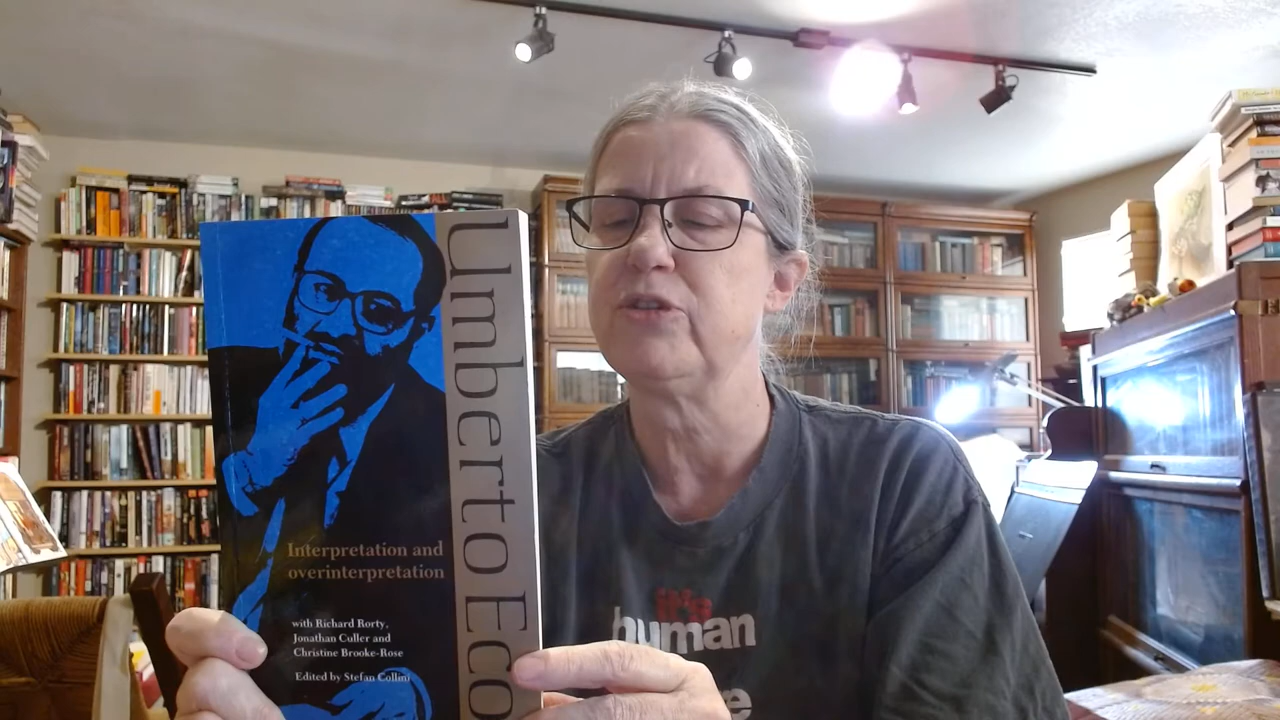 Umberto Eco
Interpretation and
overinterpretation
with Richard Rorty,
Jonathan Culler and
Christine Brooke-Rose
Edited by Stefan Collini
it's
human